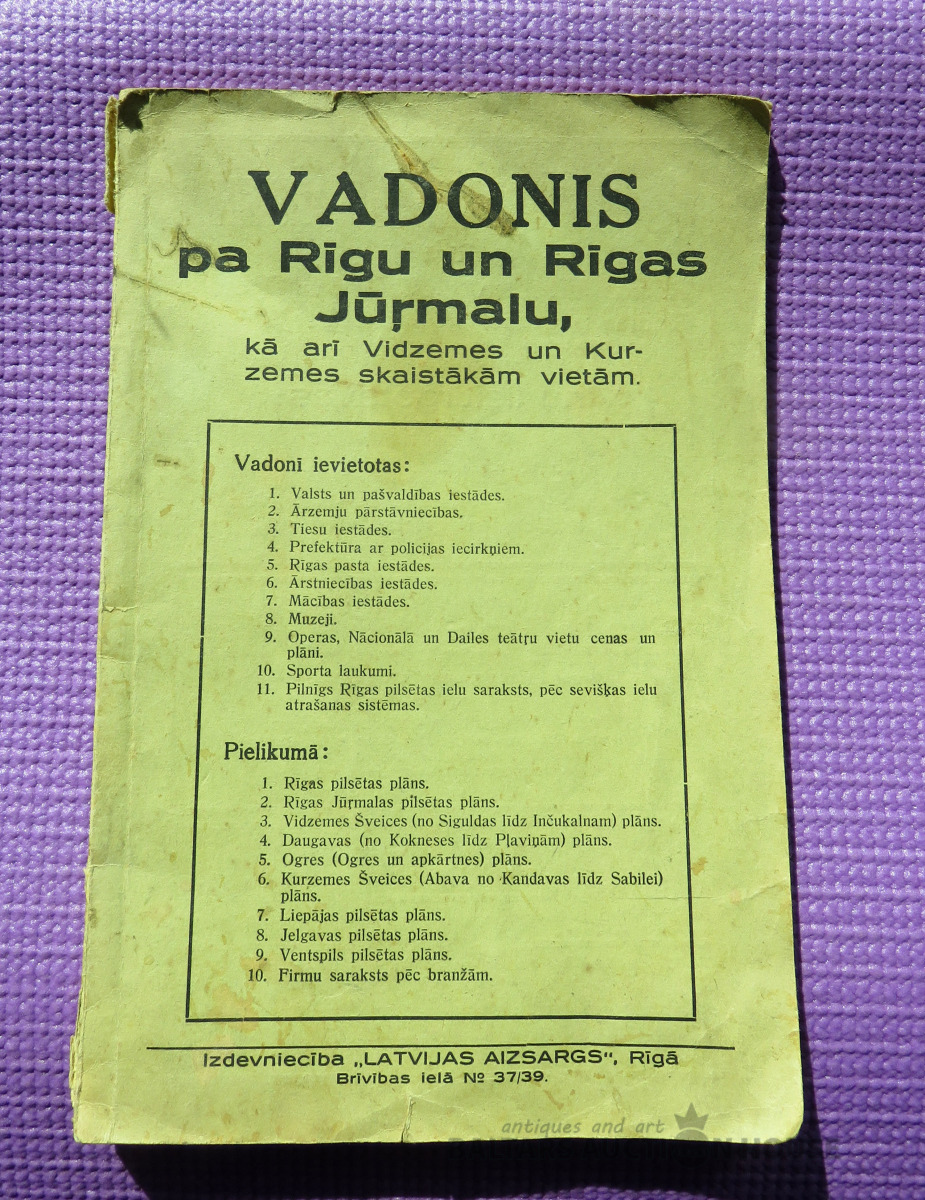 VADONIS
pa Rīgu un Rīgas
Jūŗmalu,
kā arī Vidzemes un Kur-
zemes skaistākām vietām.
Vadonī ievietotas:
1. Valsts un pašvaldības iestādes.
2. Ārzemju pārstāvniecības.
3. Tiesu iestādes.
4. Prefektūra ar policijas iecirkņiem.
5. Rīgas pasta iestādes.
6. Ārstniecības iestādes.
7. Mācības iestādes.
8. Muzeji.
9. Operas, Nācionālā un Dailes teātŗu vietu cenas un
plāni.
10. Sporta laukumi.
11. Pilnīgs Rīgas pilsētas ielu saraksts, pēc sevišķas ielu
atrašanas sistēmas.
Pielikumā:
1. Rīgas pilsētas plāns.
2. Rīgas Jūŗmalas pilsētas plāns.
3. Vidzemes Šveices (no Siguldas līdz Inčukalnam) plāns.
4. Daugavas (no Kokneses līdz Pļaviņām) plāns.
5. Ogres (Ogres un apkārtnes) plāns.
6. Kurzemes Šveices (Abava no Kandavas līdz Sabilei)
plāns.
7. Liepājas pilsētas plāns.
8. Jelgavas pilsētas plāns.
9. Ventspils pilsētas plāns.
10. Firmu saraksts pēc branžām.
Izdevniecība „LATVIJAS AIZSARGS“, Rīgā
Brīvības ielā № 37/39.
antiques and art